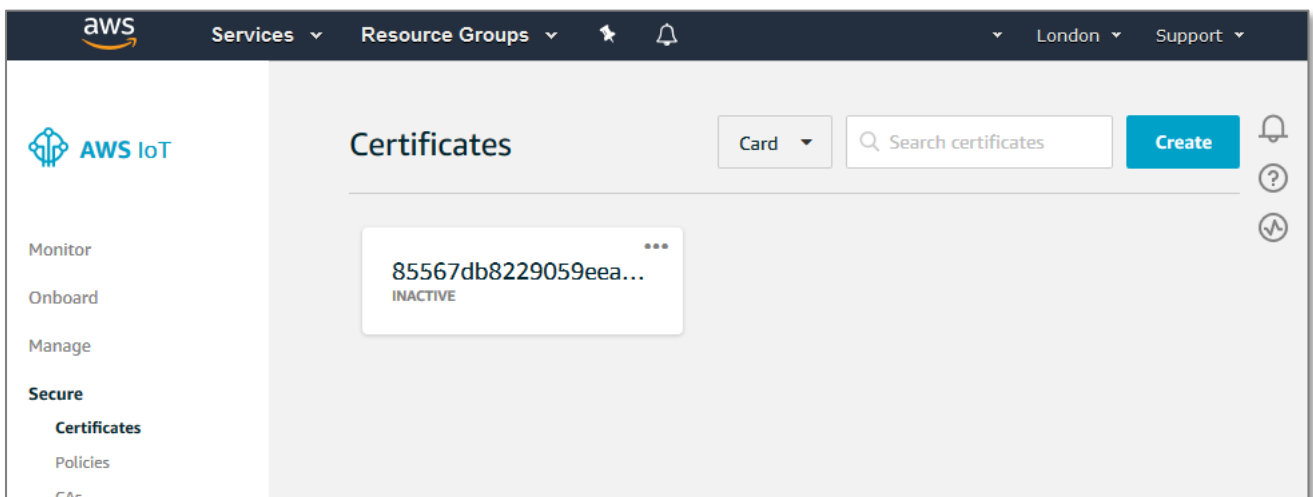 aws Services Resource Groups London Support
AWS IoT
Certificates Card Search certificates Create
Monitor
Onboard
Manage
Secure
Certificates
Policies
CAs
85567db8229059eea...
INACTIVE